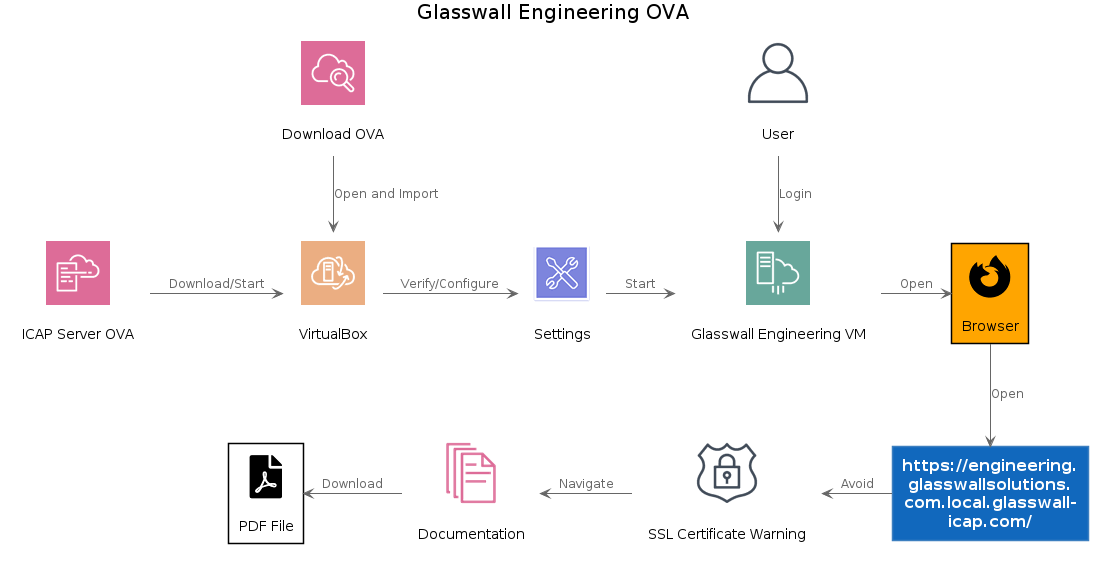 Glasswall Engineering OVA
Download OVA
User
Open and Import
Login
Download/Start
Verify/Configure
Start
Open
Browser
ICAP Server OVA
VirtualBox
Settings
Glasswall Engineering VM
Open
https://engineering.
glasswallsolutions.
com.local.glasswall-
icap.com/
Avoid
Navigate
Download
PDF File
Documentation
SSL Certificate Warning